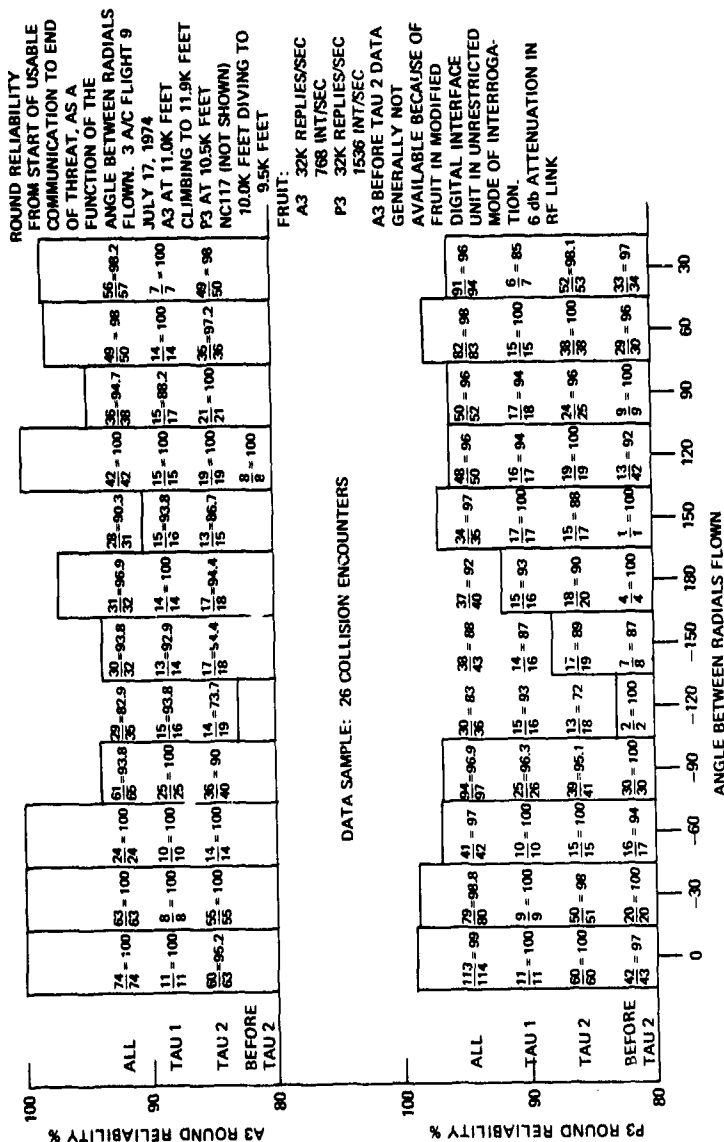 ROUND RELIABILITY
FROM START OF USABLE
COMMUNICATION TO END
OF THREAT, AS A
FUNCTION OF THE
ANGLE BETWEEN RADIALS
FLOWN. 3 A/C FLIGHT 9
JULY 17, 1974
A3 AT 11.0K FEET
CLIMBING TO 11.9K FEET
P3 AT 10.5K FEET
NC117 (NOT SHOWN)
10.0K FEET DIVING TO
9.5K FEET
FRUIT:
A3 32K REPLIES/SEC
768 INT/SEC
P3 32K REPLIES/SEC
1536 INT/SEC
A3 BEFORE TAU 2 DATA
GENERALLY NOT
AVAILABLE BECAUSE OF
FRUIT IN MODIFIED
DIGITAL INTERFACE
UNIT IN UNRESTRICTED
MODE OF INTERROGA-
TION.
6 db ATTENUATION IN
RF LINK
A3 ROUND RELIABILITY %
100
90
80
ALL 74/74 = 100 63/63 = 100 24/24 = 100 61/65 = 93.8 29/35 = 82.9 30/32 = 93.8 31/32 = 96.9 28/31 = 90.3 42/42 = 100 36/38 = 94.7 49/50 = 98 56/57 = 98.2
TAU 1 11/11 = 100 8/8 = 100 10/10 = 100 25/25 = 100 15/16 = 93.8 13/14 = 92.9 14/14 = 100 15/16 = 93.8 15/15 = 100 15/17 = 88.2 14/14 = 100 7/7 = 100
TAU 2 60/63 = 95.2 55/55 = 100 14/14 = 100 36/40 = 90 14/19 = 73.7 17/18 = 94.4 17/18 = 94.4 13/15 = 86.7 19/19 = 100 21/21 = 100 35/36 = 97.2 49/50 = 98
BEFORE TAU 2 8/8 = 100
DATA SAMPLE: 26 COLLISION ENCOUNTERS
P3 ROUND RELIABILITY %
100
90
80
ALL 113/114 = 99 79/80 = 98.8 41/42 = 97 94/97 = 96.9 30/36 = 83 38/43 = 88 37/40 = 92 34/35 = 97 48/50 = 96 50/52 = 96 82/83 = 98 91/94 = 96
TAU 1 11/11 = 100 9/9 = 100 10/10 = 100 25/26 = 96.3 15/16 = 93 14/16 = 87 15/16 = 93 17/17 = 100 16/17 = 94 17/18 = 94 15/15 = 100 6/7 = 85
TAU 2 60/60 = 100 50/51 = 98 15/15 = 100 39/41 = 95.1 13/18 = 72 17/19 = 89 18/20 = 90 15/17 = 88 19/19 = 100 24/25 = 96 38/38 = 100 52/53 = 98.1
BEFORE TAU 2 42/43 = 97 20/20 = 100 16/17 = 94 30/30 = 100 2/2 = 100 7/8 = 87 4/4 = 100 1/1 = 100 13/42 = 92 9/9 = 100 29/30 = 96 33/34 = 97
0 −30 −60 −90 −120 −150 180 150 120 90 60 30
ANGLE BETWEEN RADIALS FLOWN